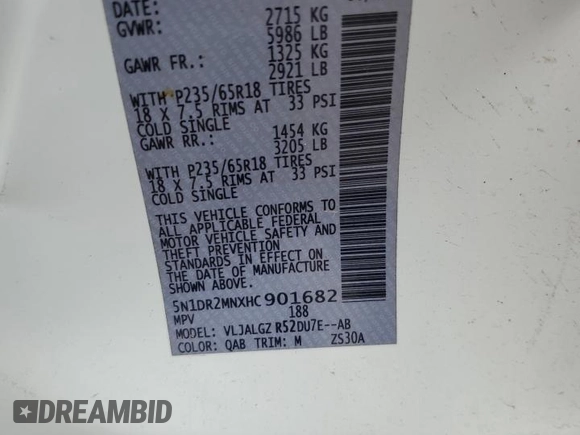 DATE:
GVWR: 2715 KG
5986 LB
GAWR FR.: 1325 KG
2921 LB
WITH P235/65R18 TIRES
18 X 7.5 RIMS AT 33 PSI
COLD SINGLE
GAWR RR.: 1454 KG
3205 LB
WITH P235/65R18 TIRES
18 X 7.5 RIMS AT 33 PSI
COLD SINGLE
THIS VEHICLE CONFORMS TO
ALL APPLICABLE FEDERAL
MOTOR VEHICLE SAFETY AND
THEFT PREVENTION
STANDARDS IN EFFECT ON
THE DATE OF MANUFACTURE
SHOWN ABOVE.
5N1DR2MNXHC901682
MPV 188
MODEL: VLJALGZ R52DU7E--AB
COLOR: QAB TRIM: M ZS30A
DREAMBID